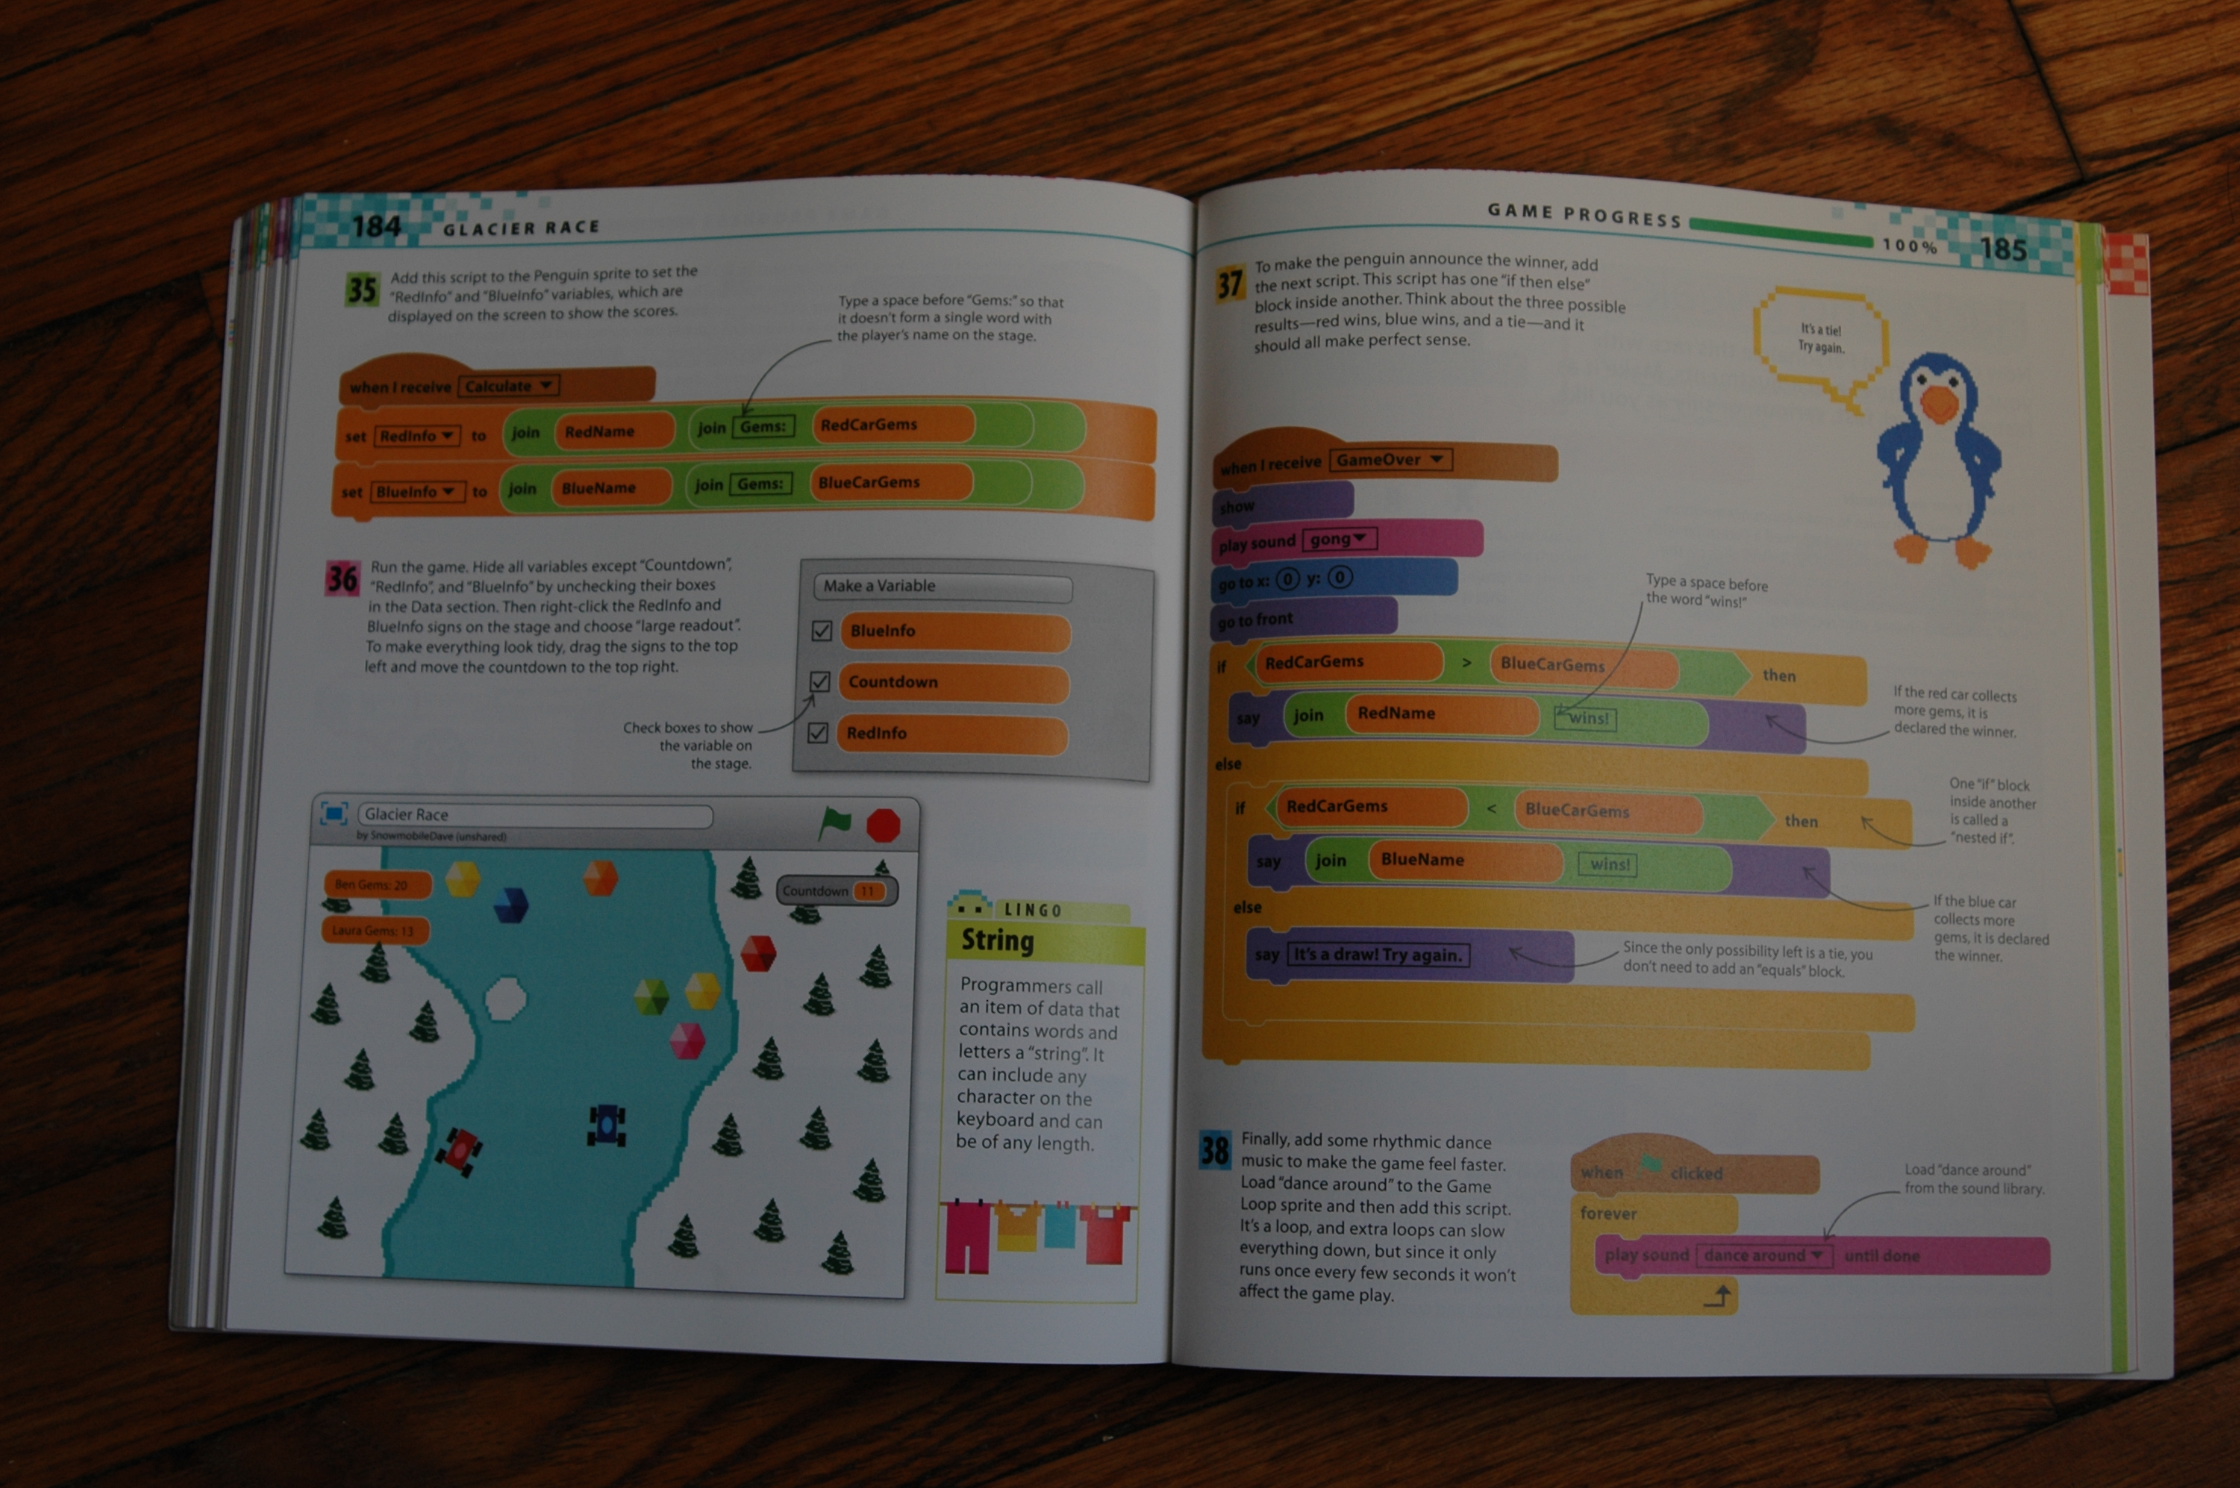 184 GLACIER RACE
35
Add this script to the Penguin sprite to set the
"RedInfo" and "BlueInfo" variables, which are
displayed on the screen to show the scores.
Type a space before "Gems:" so that
it doesn't form a single word with
the player's name on the stage.
when I receive Calculate
set RedInfo to join RedName join Gems: RedCarGems
set BlueInfo to join BlueName join Gems: BlueCarGems
36
Run the game. Hide all variables except "Countdown",
"RedInfo", and "BlueInfo" by unchecking their boxes
in the Data section. Then right-click the RedInfo and
BlueInfo signs on the stage and choose "large readout".
To make everything look tidy, drag the signs to the top
left and move the countdown to the top right.
Make a Variable
BlueInfo
Countdown
RedInfo
Check boxes to show
the variable on
the stage.
Glacier Race
by SnowmobileDave (unshared)
Ben Gems: 20
Laura Gems: 13
Countdown 11
LINGO
String
Programmers call
an item of data that
contains words and
letters a "string". It
can include any
character on the
keyboard and can
be of any length.
GAME PROGRESS 100% 185
37
To make the penguin announce the winner, add
the next script. This script has one "if then else"
block inside another. Think about the three possible
results—red wins, blue wins, and a tie—and it
should all make perfect sense.
It's a tie!
Try again.
when I receive GameOver
show
play sound gong
go to x: 0 y: 0
go to front
Type a space before
the word "wins!"
if RedCarGems > BlueCarGems then
say join RedName wins!
If the red car collects
more gems, it is
declared the winner.
else
if RedCarGems < BlueCarGems then
One "if" block
inside another
is called a
"nested if".
say join BlueName wins!
If the blue car
collects more
gems, it is declared
the winner.
else
say It's a draw! Try again.
Since the only possibility left is a tie, you
don't need to add an "equals" block.
38
Finally, add some rhythmic dance
music to make the game feel faster.
Load "dance around" to the Game
Loop sprite and then add this script.
It's a loop, and extra loops can slow
everything down, but since it only
runs once every few seconds it won't
affect the game play.
when clicked
forever
play sound dance around until done
Load "dance around"
from the sound library.